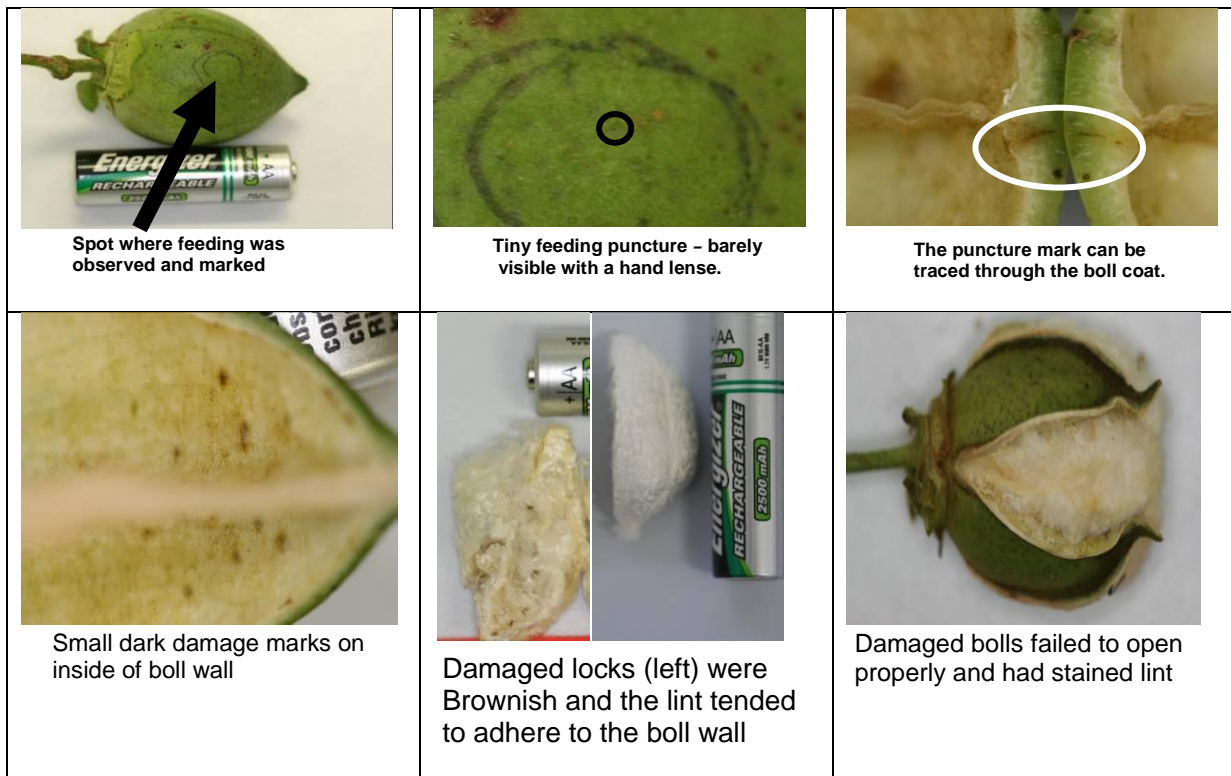 Energizer
RECHARGEABLE
AA
Spot where feeding was
observed and marked
Tiny feeding puncture – barely
visible with a hand lense.
The puncture mark can be
traced through the boll coat.
Small dark damage marks on
inside of boll wall
+AA
+AA
mAh
Energizer
RECHARGEABLE
2500 mAh
Damaged locks (left) were
Brownish and the lint tended
to adhere to the boll wall
Damaged bolls failed to open
properly and had stained lint